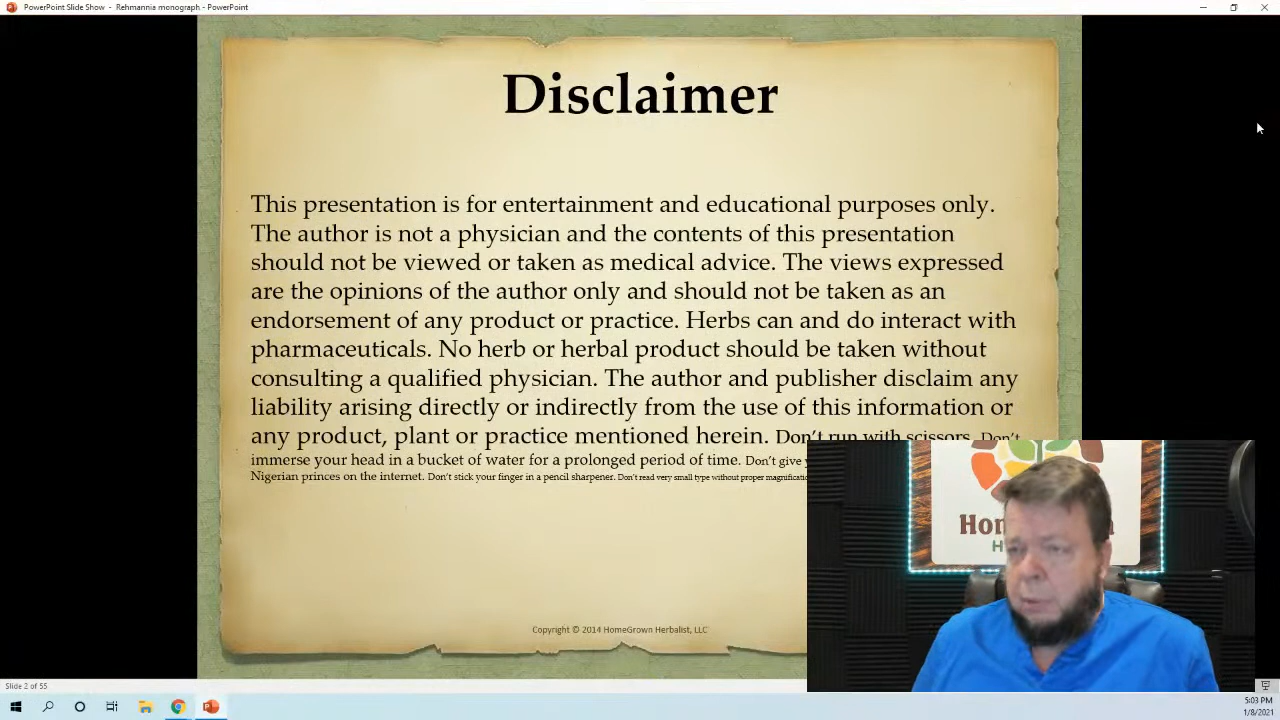 PowerPoint Slide Show - Rehmannia monograph - PowerPoint
Disclaimer
This presentation is for entertainment and educational purposes only.
The author is not a physician and the contents of this presentation
should not be viewed or taken as medical advice. The views expressed
are the opinions of the author only and should not be taken as an
endorsement of any product or practice. Herbs can and do interact with
pharmaceuticals. No herb or herbal product should be taken without
consulting a qualified physician. The author and publisher disclaim any
liability arising directly or indirectly from the use of this information or
any product, plant or practice mentioned herein. Don't run with scissors. Don't
immerse your head in a bucket of water for a prolonged period of time. Don't give
Nigerian princes on the internet. Don't stick your finger in a pencil sharpener. Don't read very small type without proper
Copyright © 2014 HomeGrown Herbalist, LLC
Slide 2 of 55
5:03 PM
1/8/2021